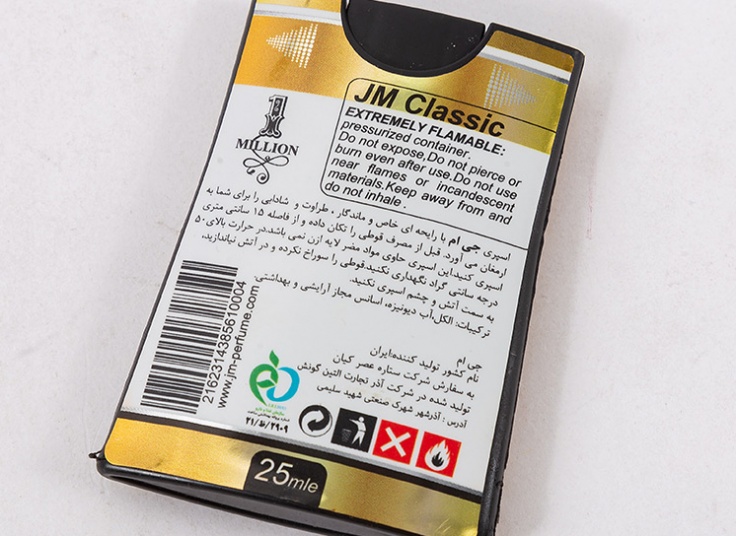 1
MILLION
JM Classic
EXTREMELY FLAMABLE:
pressurized container.
Do not expose,Do not pierce or
burn even after use.Do not use
near flames or incandescent
materials.Keep away from and
do not inhale.
اسپری جی ام با رایحه ای خاص و ماندگار ، طراوت و شادابی را برای شما به
ارمغان می آورد. قبل از مصرف قوطی را تکان داده و از فاصله ۱۵ سانتی متری
اسپری کنید.این اسپری حاوی مواد مضر لایه ازن نمی باشد.در حرارت بالای ۵۰
درجه سانتی گراد نگهداری نکنید.قوطی را سوراخ نکرده و در آتش نیاندازید.
به سمت آتش و چشم اسپری نکنید.
ترکیبات: الکل،آب دیونیزه، اسانس مجاز آرایشی و بهداشتی.
2162314385610004
www.jm-perfume.com
جی ام
نام کشور تولید کننده:ایران
به سفارش شرکت ستاره عصر کیان
تولید شده در شرکت آذر تجارت التین گونش
آدرس : آذرشهر شهرک صنعتی شهید سلیمی
۲۱/ظ/۲۹۰۹
25mle